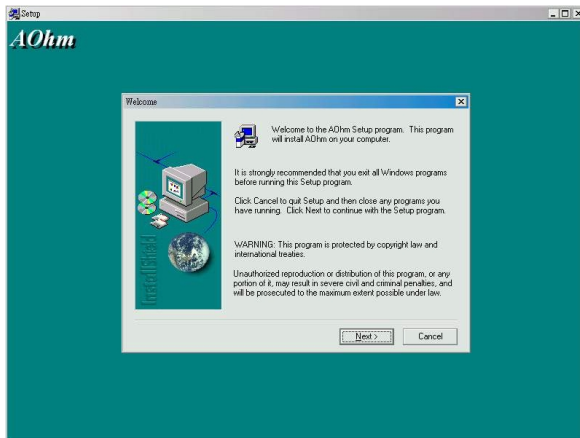 Setup
AOhm
Welcome
Welcome to the AOhm Setup program. This program
will install AOhm on your computer.
It is strongly recommended that you exit all Windows programs
before running this Setup program.
Click Cancel to quit Setup and then close any programs you
have running. Click Next to continue with the Setup program.
WARNING: This program is protected by copyright law and
international treaties.
Unauthorized reproduction or distribution of this program, or any
portion of it, may result in severe civil and criminal penalties, and
will be prosecuted to the maximum extent possible under law.
InstallShield
Next >
Cancel